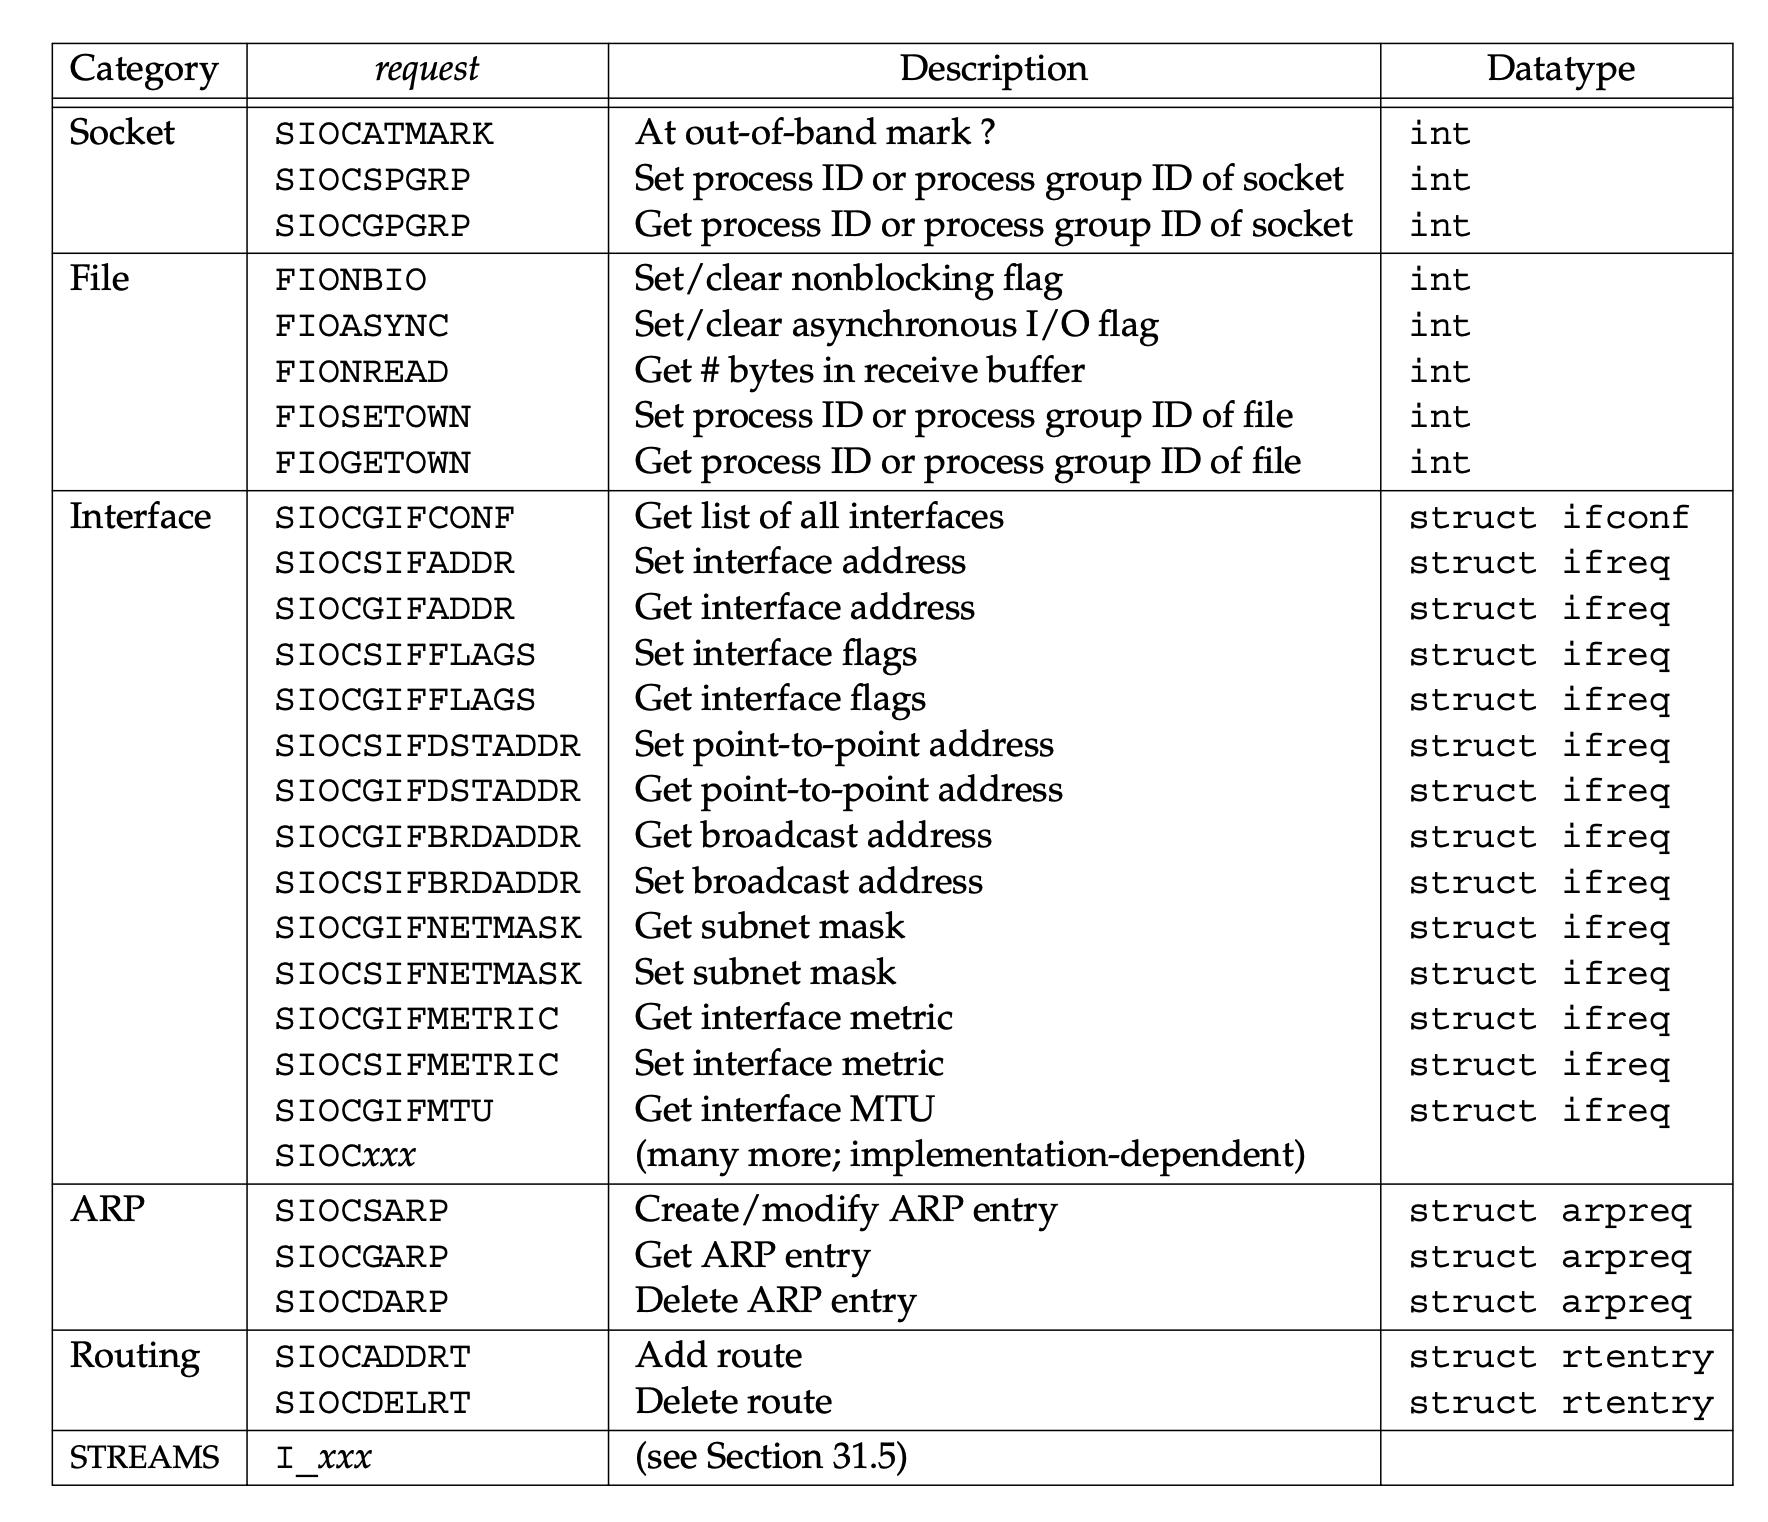 Category request Description Datatype
Socket SIOCATMARK At out-of-band mark ? int
SIOCSPGRP Set process ID or process group ID of socket int
SIOCGPGRP Get process ID or process group ID of socket int
File FIONBIO Set/clear nonblocking flag int
FIOASYNC Set/clear asynchronous I/O flag int
FIONREAD Get # bytes in receive buffer int
FIOSETOWN Set process ID or process group ID of file int
FIOGETOWN Get process ID or process group ID of file int
Interface SIOCGIFCONF Get list of all interfaces struct ifconf
SIOCSIFADDR Set interface address struct ifreq
SIOCGIFADDR Get interface address struct ifreq
SIOCSIFFLAGS Set interface flags struct ifreq
SIOCGIFFLAGS Get interface flags struct ifreq
SIOCSIFDSTADDR Set point-to-point address struct ifreq
SIOCGIFDSTADDR Get point-to-point address struct ifreq
SIOCGIFBRDADDR Get broadcast address struct ifreq
SIOCSIFBRDADDR Set broadcast address struct ifreq
SIOCGIFNETMASK Get subnet mask struct ifreq
SIOCSIFNETMASK Set subnet mask struct ifreq
SIOCGIFMETRIC Get interface metric struct ifreq
SIOCSIFMETRIC Set interface metric struct ifreq
SIOCGIFMTU Get interface MTU struct ifreq
SIOCxxx (many more; implementation-dependent)
ARP SIOCSARP Create/modify ARP entry struct arpreq
SIOCGARP Get ARP entry struct arpreq
SIOCDARP Delete ARP entry struct arpreq
Routing SIOCADDRT Add route struct rtentry
SIOCDELRT Delete route struct rtentry
STREAMS I_xxx (see Section 31.5)